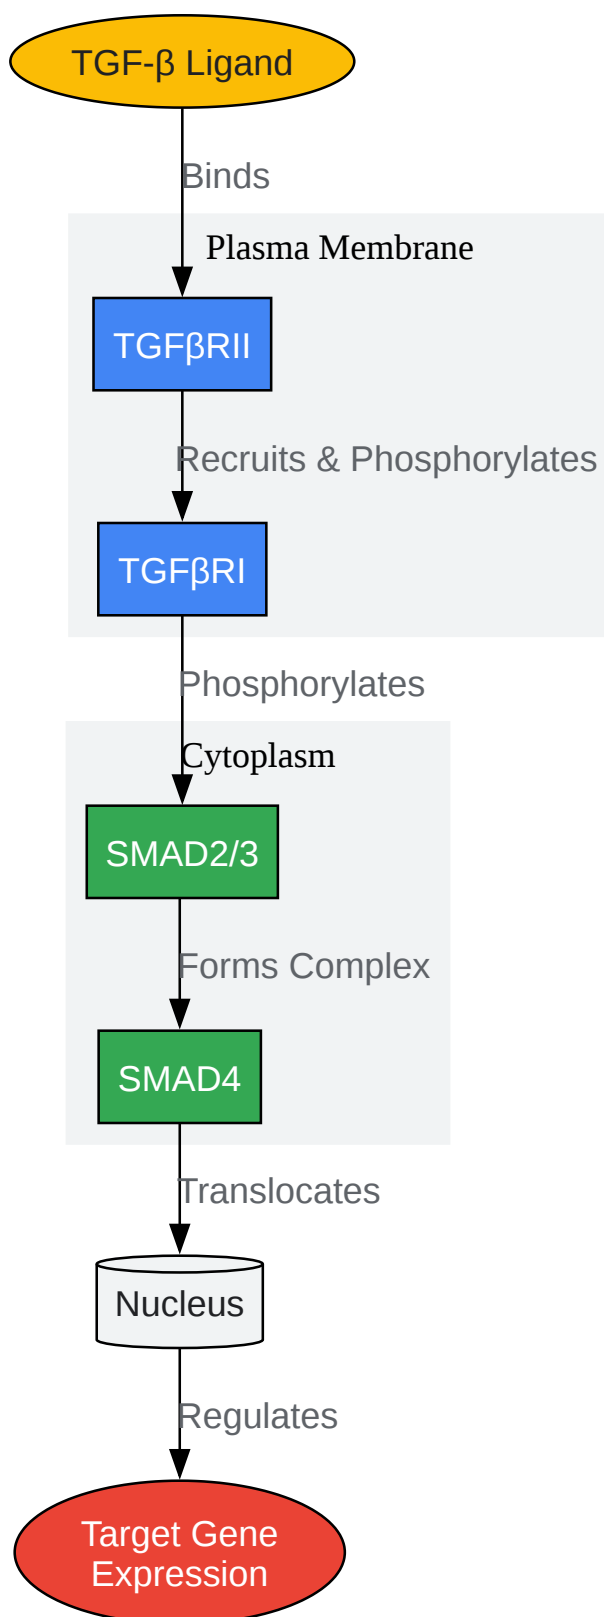 TGF-β Ligand
Binds
Plasma Membrane
TGFβRII
Recruits & Phosphorylates
TGFβRI
Phosphorylates
Cytoplasm
SMAD2/3
Forms Complex
SMAD4
Translocates
Nucleus
Regulates
Target Gene
Expression